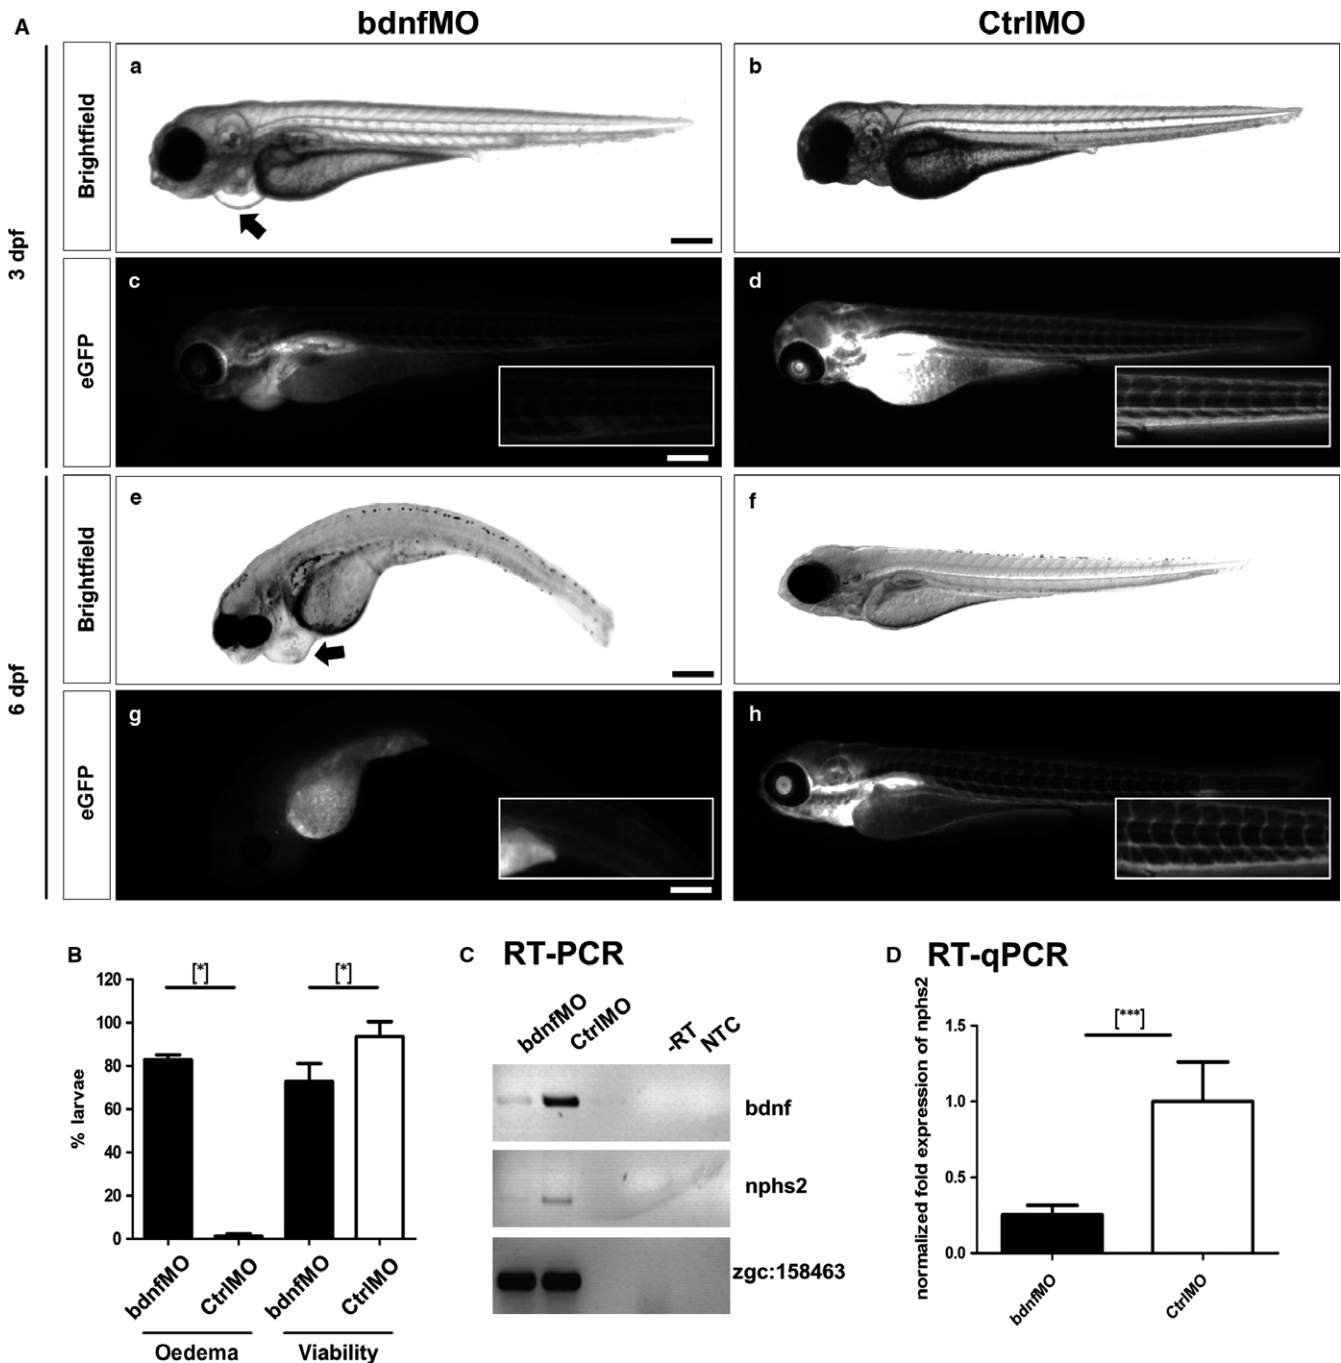 A
bdnfMO
CtrlMO
3 dpf
Brightfield
a
b
eGFP
c
d
6 dpf
Brightfield
e
f
eGFP
g
h
B
[*]
[*]
% larvae
120
100
80
60
40
20
0
bdnfMO
CtrlMO
bdnfMO
CtrlMO
Oedema
Viability
C RT-PCR
bdnfMO
CtrlMO
-RT
NTC
bdnf
nphs2
zgc:158463
D RT-qPCR
[***]
normalized fold expression of nphs2
1.5
1.0
0.5
0.0
bdnfMO
CtrlMO